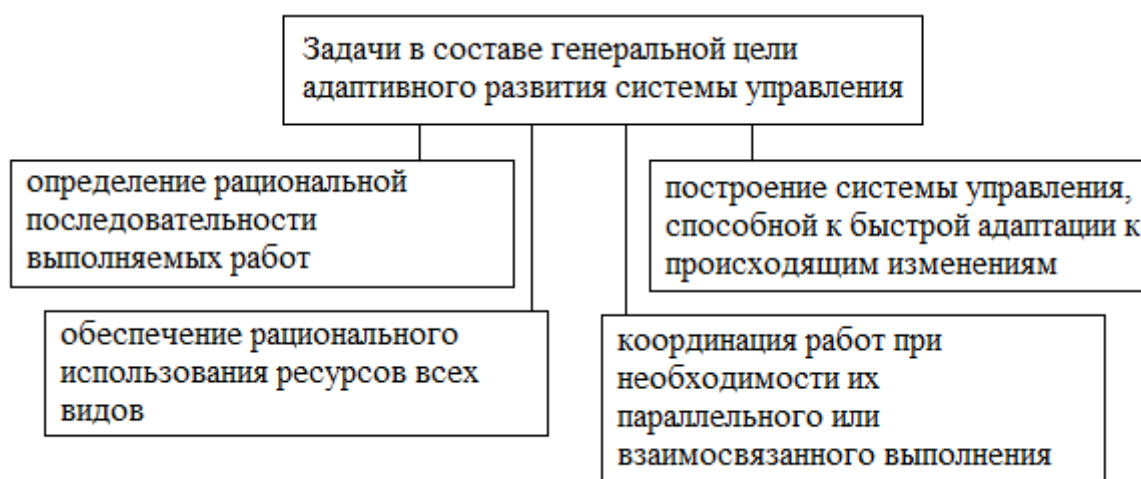 Задачи в составе генеральной цели
адаптивного развития системы управления
определение рациональной
последовательности
выполняемых работ
построение системы управления,
способной к быстрой адаптации к
происходящим изменениям
обеспечение рационального
использования ресурсов всех
видов
координация работ при
необходимости их
параллельного или
взаимосвязанного выполнения